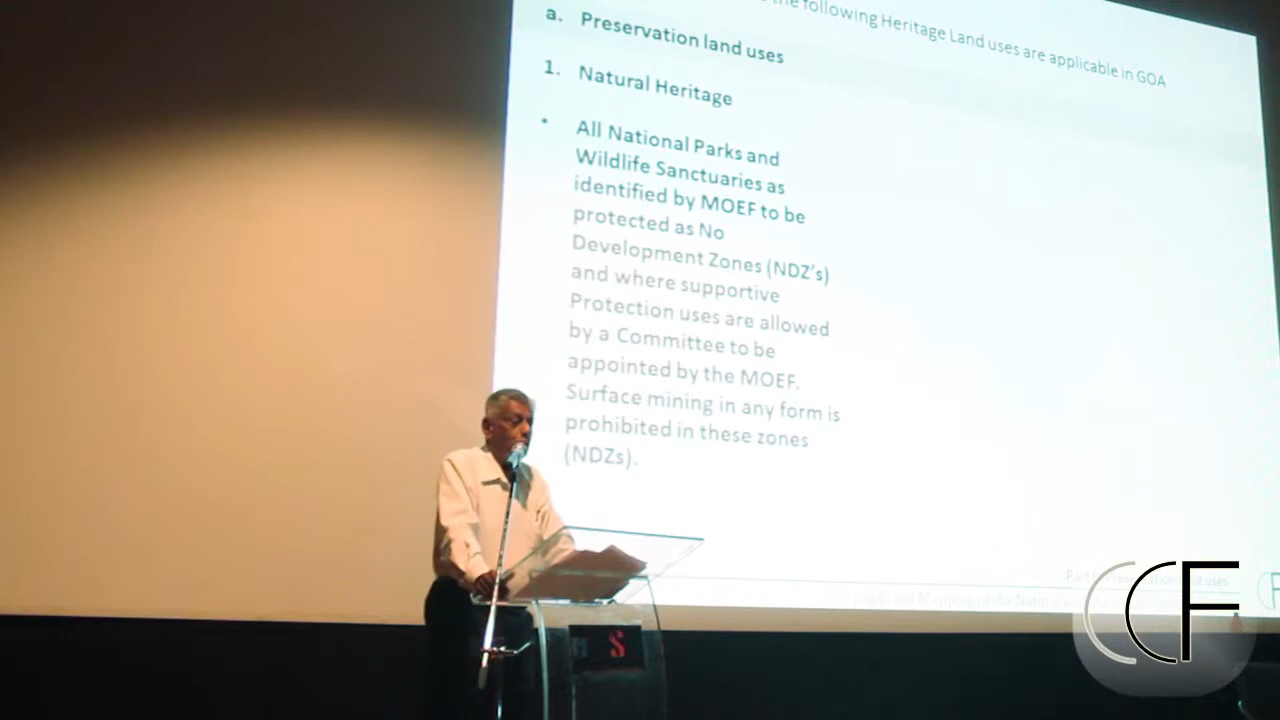 the following Heritage Land uses are applicable in GOA
a. Preservation land uses
1. Natural Heritage
• All National Parks and
Wildlife Sanctuaries as
identified by MOEF to be
protected as No
Development Zones (NDZ's)
and where supportive
Protection uses are allowed
by a Committee to be
appointed by the MOEF.
Surface mining in any form is
prohibited in these zones
(NDZs).
S
CCF